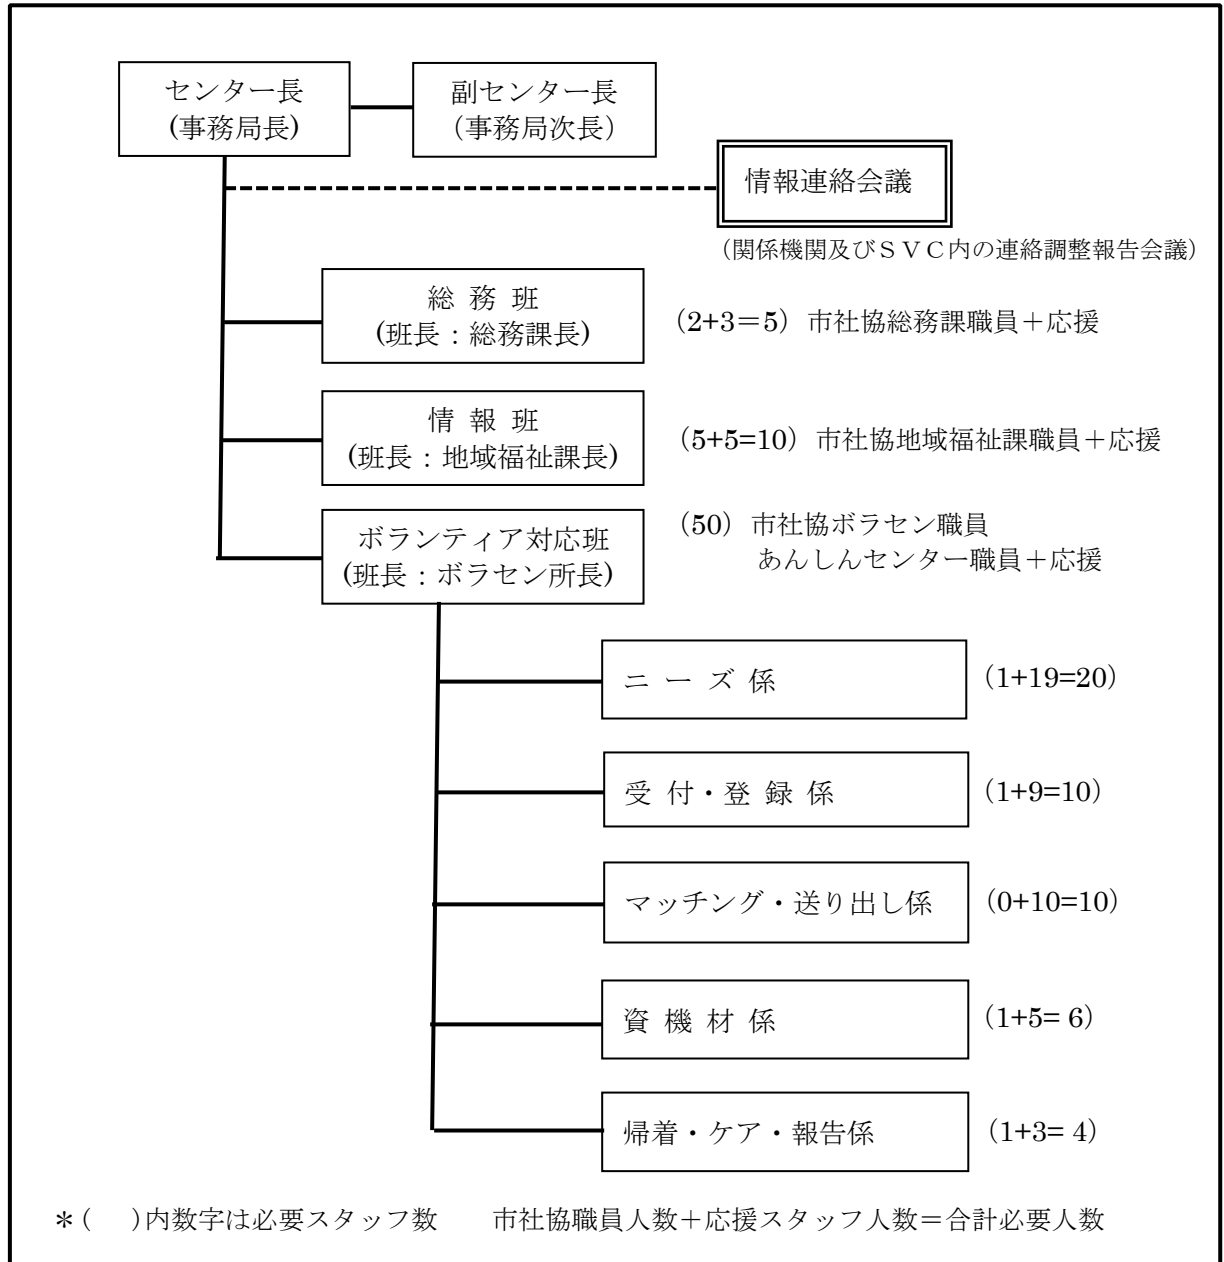 センター長
(事務局長)
副センター長
（事務局次長）
情報連絡会議
（関係機関及びＳＶＣ内の連絡調整報告会議）
総 務 班
(班長：総務課長)
（2+3＝5）市社協総務課職員＋応援
情 報 班
(班長：地域福祉課長)
（5+5=10）市社協地域福祉課職員＋応援
ボランティア対応班
(班長：ボラセン所長)
（50）市社協ボラセン職員
あんしんセンター職員＋応援
ニ ー ズ 係
（1+19=20）
受 付・登 録 係
（1+9=10）
マッチング・送り出し係
（0+10=10）
資 機 材 係
（1+5= 6）
帰着・ケア・報告係
（1+3= 4）
＊(　)内数字は必要スタッフ数　　市社協職員人数＋応援スタッフ人数＝合計必要人数